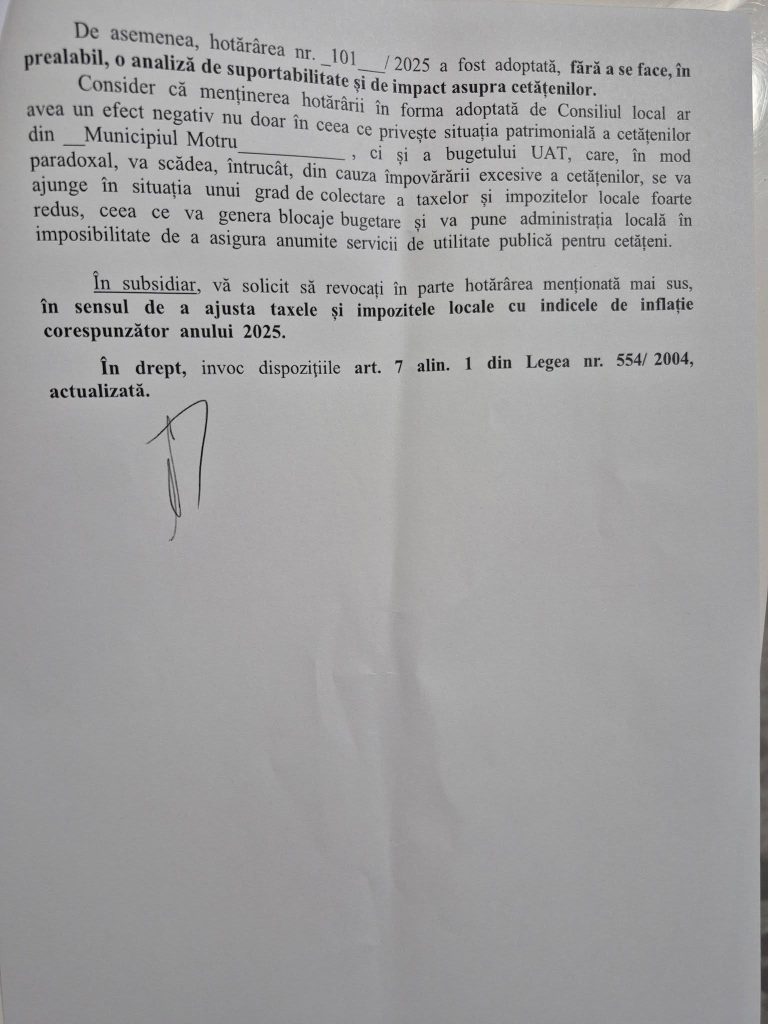 De asemenea, hotărârea nr. _101___/ 2025 a fost adoptată, fără a se face, în
prealabil, o analiză de suportabilitate și de impact asupra cetățenilor.
Consider că menținerea hotărârii în forma adoptată de Consiliul local ar
avea un efect negativ nu doar în ceea ce privește situația patrimonială a cetățenilor
din __Municipiul Motru___________ , ci și a bugetului UAT, care, în mod
paradoxal, va scădea, întrucât, din cauza împovărării excesive a cetățenilor, se va
ajunge în situația unui grad de colectare a taxelor și impozitelor locale foarte
redus, ceea ce va genera blocaje bugetare și va pune administrația locală în
imposibilitate de a asigura anumite servicii de utilitate publică pentru cetățeni.
În subsidiar, vă solicit să revocați în parte hotărârea menționată mai sus,
în sensul de a ajusta taxele și impozitele locale cu indicele de inflație
corespunzător anului 2025.
În drept, invoc dispozițiile art. 7 alin. 1 din Legea nr. 554/ 2004,
actualizată.